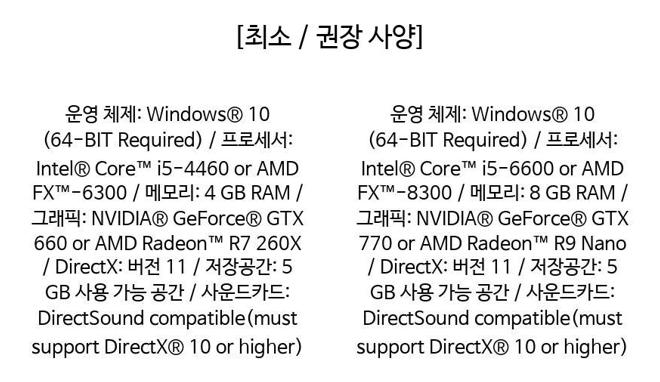 [최소 / 권장 사양]
운영 체제: Windows® 10
(64-BIT Required) / 프로세서:
Intel® Core™ i5-4460 or AMD
FX™-6300 / 메모리: 4 GB RAM /
그래픽: NVIDIA® GeForce® GTX
660 or AMD Radeon™ R7 260X
/ DirectX: 버전 11 / 저장공간: 5
GB 사용 가능 공간 / 사운드카드:
DirectSound compatible(must
support DirectX® 10 or higher)
운영 체제: Windows® 10
(64-BIT Required) / 프로세서:
Intel® Core™ i5-6600 or AMD
FX™-8300 / 메모리: 8 GB RAM /
그래픽: NVIDIA® GeForce® GTX
770 or AMD Radeon™ R9 Nano
/ DirectX: 버전 11 / 저장공간: 5
GB 사용 가능 공간 / 사운드카드:
DirectSound compatible(must
support DirectX® 10 or higher)